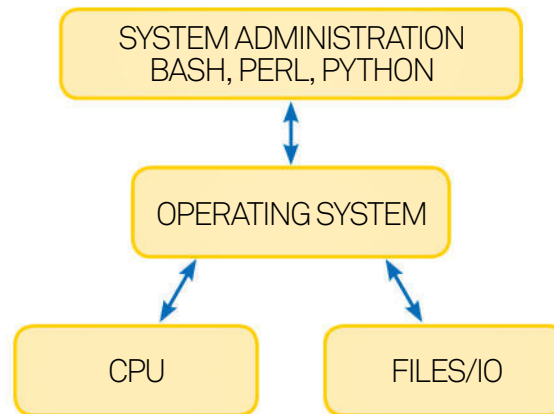 SYSTEM ADMINISTRATION
BASH, PERL, PYTHON
OPERATING SYSTEM
CPU
FILES/IO